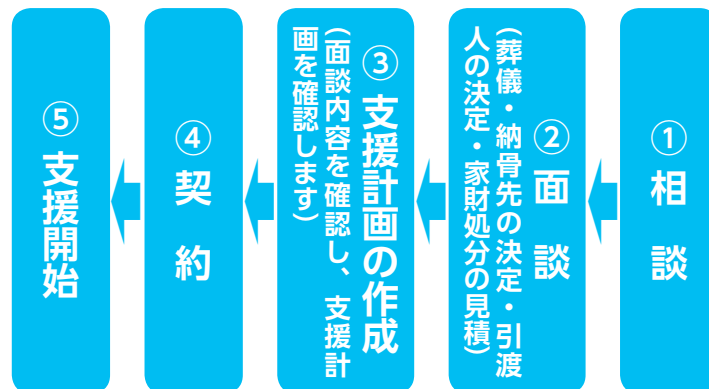 ① 相談
② 面談
(葬儀・納骨先の決定・引渡
人の決定・家財処分の見積)
③ 支援計画の作成
(面談内容を確認し、支援計
画を確認します)
④ 契約
⑤ 支援開始